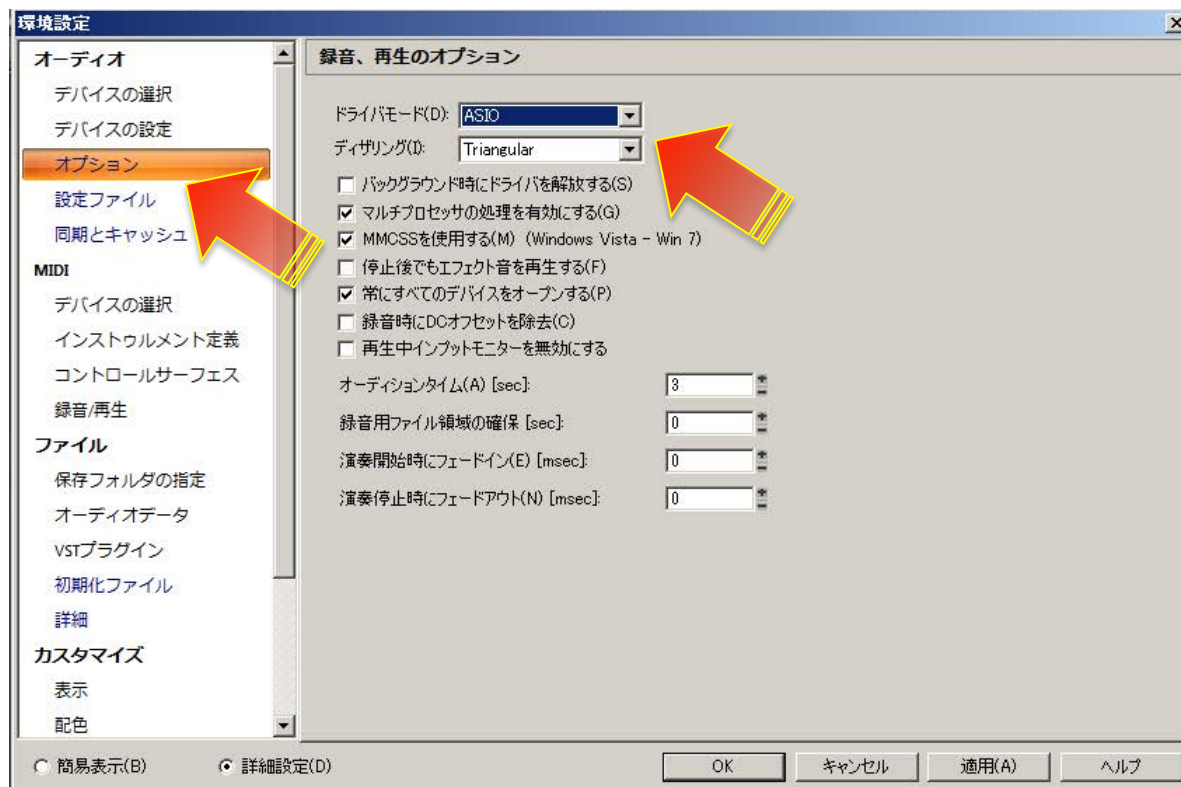 環境設定
オーディオ
デバイスの選択
デバイスの設定
オプション
設定ファイル
同期とキャッシュ
MIDI
デバイスの選択
インストゥルメント定義
コントロールサーフェス
録音/再生
ファイル
保存フォルダの指定
オーディオデータ
VSTプラグイン
初期化ファイル
詳細
カスタマイズ
表示
配色
録音、再生のオプション
ドライバモード(D): ASIO
ディザリング(I): Triangular
バックグラウンド時にドライバを解放する(S)
マルチプロセッサの処理を有効にする(G)
MMCSSを使用する(M) (Windows Vista - Win 7)
停止後でもエフェクト音を再生する(F)
常にすべてのデバイスをオープンする(P)
録音時にDCオフセットを除去(C)
再生中インプットモニターを無効にする
オーディションタイム(A) [sec]: 3
録音用ファイル領域の確保 [sec]: 0
演奏開始時にフェードイン(E) [msec]: 0
演奏停止時にフェードアウト(N) [msec]: 0
簡易表示(B) 詳細設定(D) OK キャンセル 適用(A) ヘルプ